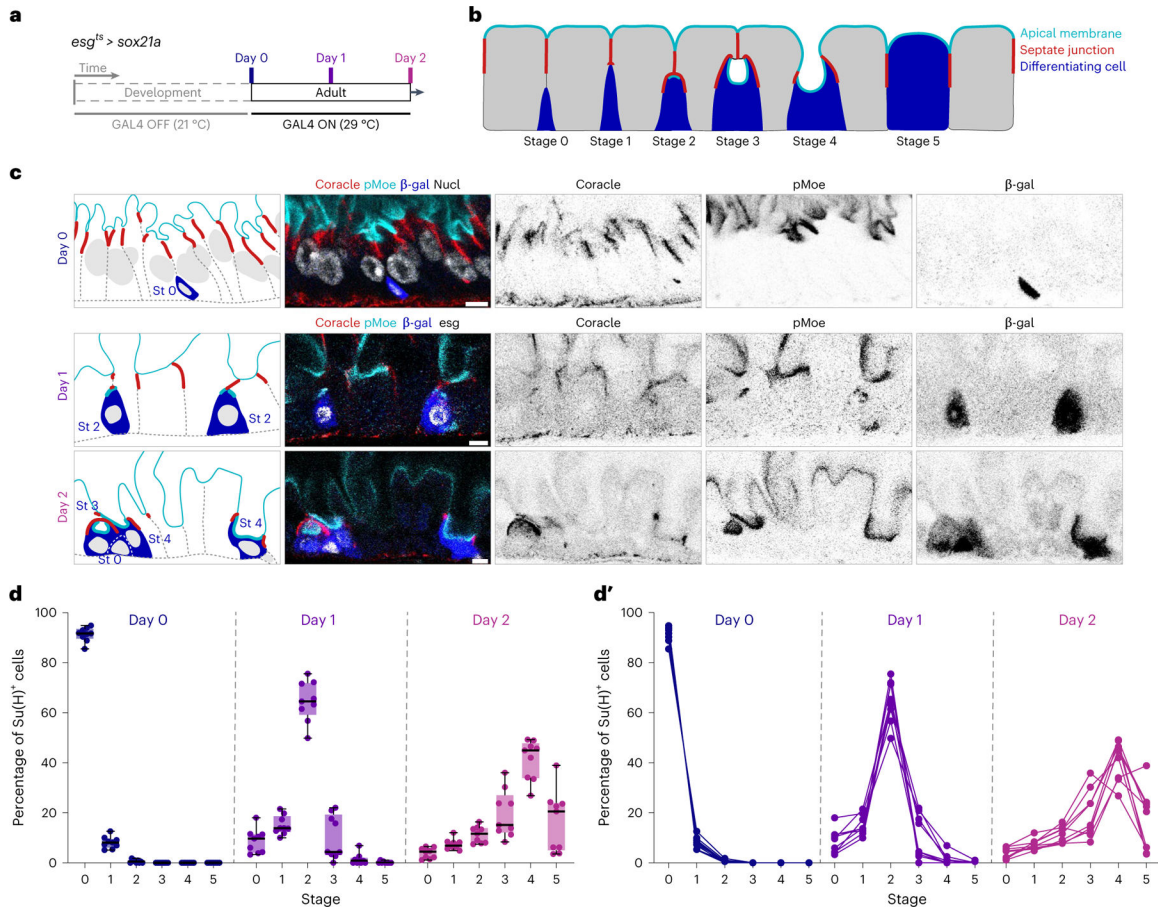 a
esg^ts > sox21a
Time
Day 0 Day 1 Day 2
Development Adult
GAL4 OFF (21 °C) GAL4 ON (29 °C)
b
Apical membrane
Septate junction
Differentiating cell
Stage 0 Stage 1 Stage 2 Stage 3 Stage 4 Stage 5
c
Coracle pMoe β-gal Nucl Coracle pMoe β-gal
Day 0
St 0
Coracle pMoe β-gal esg Coracle pMoe β-gal
Day 1
St 2 St 2
Day 2
St 3 St 4
St 4
St 0
d
Day 0 Day 1 Day 2
Percentage of Su(H)⁺ cells
100
80
60
40
20
0
0 1 2 3 4 5 0 1 2 3 4 5 0 1 2 3 4 5
Stage
d′
Day 0 Day 1 Day 2
Percentage of Su(H)⁺ cells
100
80
60
40
20
0
0 1 2 3 4 5 0 1 2 3 4 5 0 1 2 3 4 5
Stage